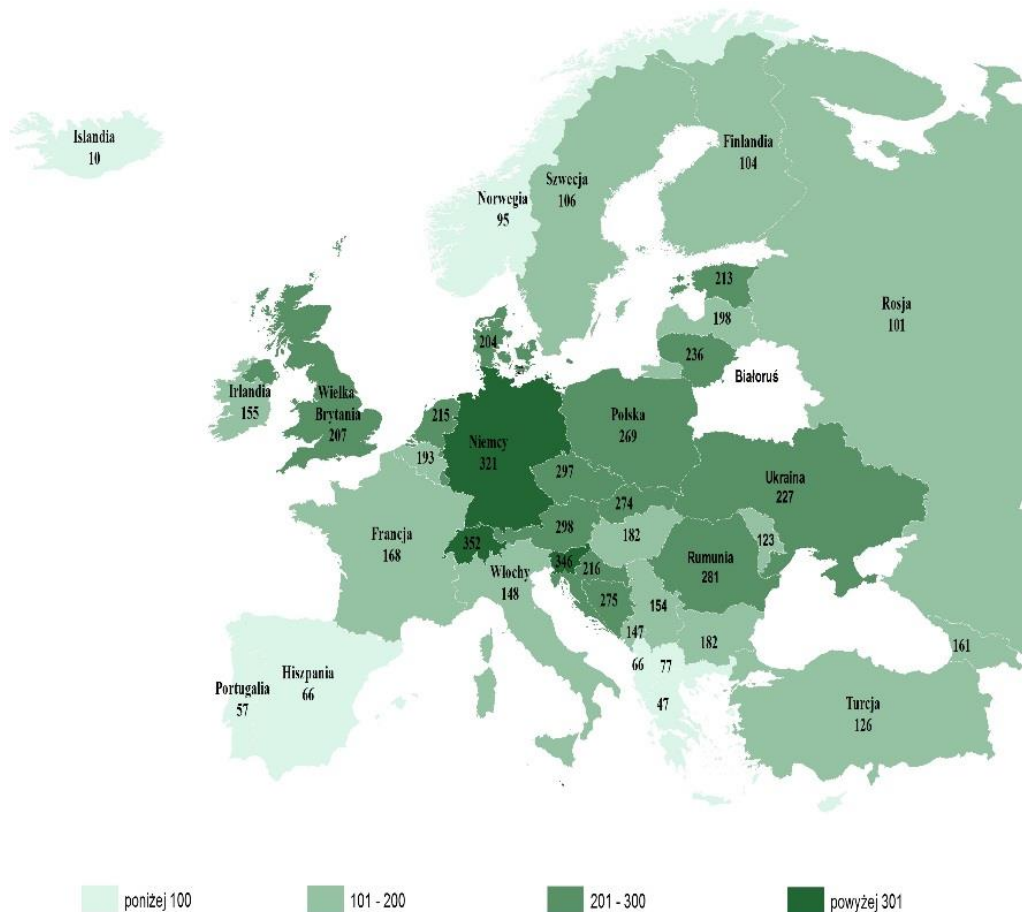 Islandia
10
Finlandia
104
Szwecja
106
Norwegia
95
213
Rosja
101
198
204
236
Białoruś
Irlandia
155
Wielka
Brytania
207
215
Polska
269
Niemcy
321
193
297
Ukraina
227
274
298
Francja
168
182
123
352
346
216
Rumunia
281
Włochy
148
275
154
147
182
161
66
77
Hiszpania
66
Portugalia
57
47
Turcja
126
poniżej 100
101 - 200
201 - 300
powyżej 301